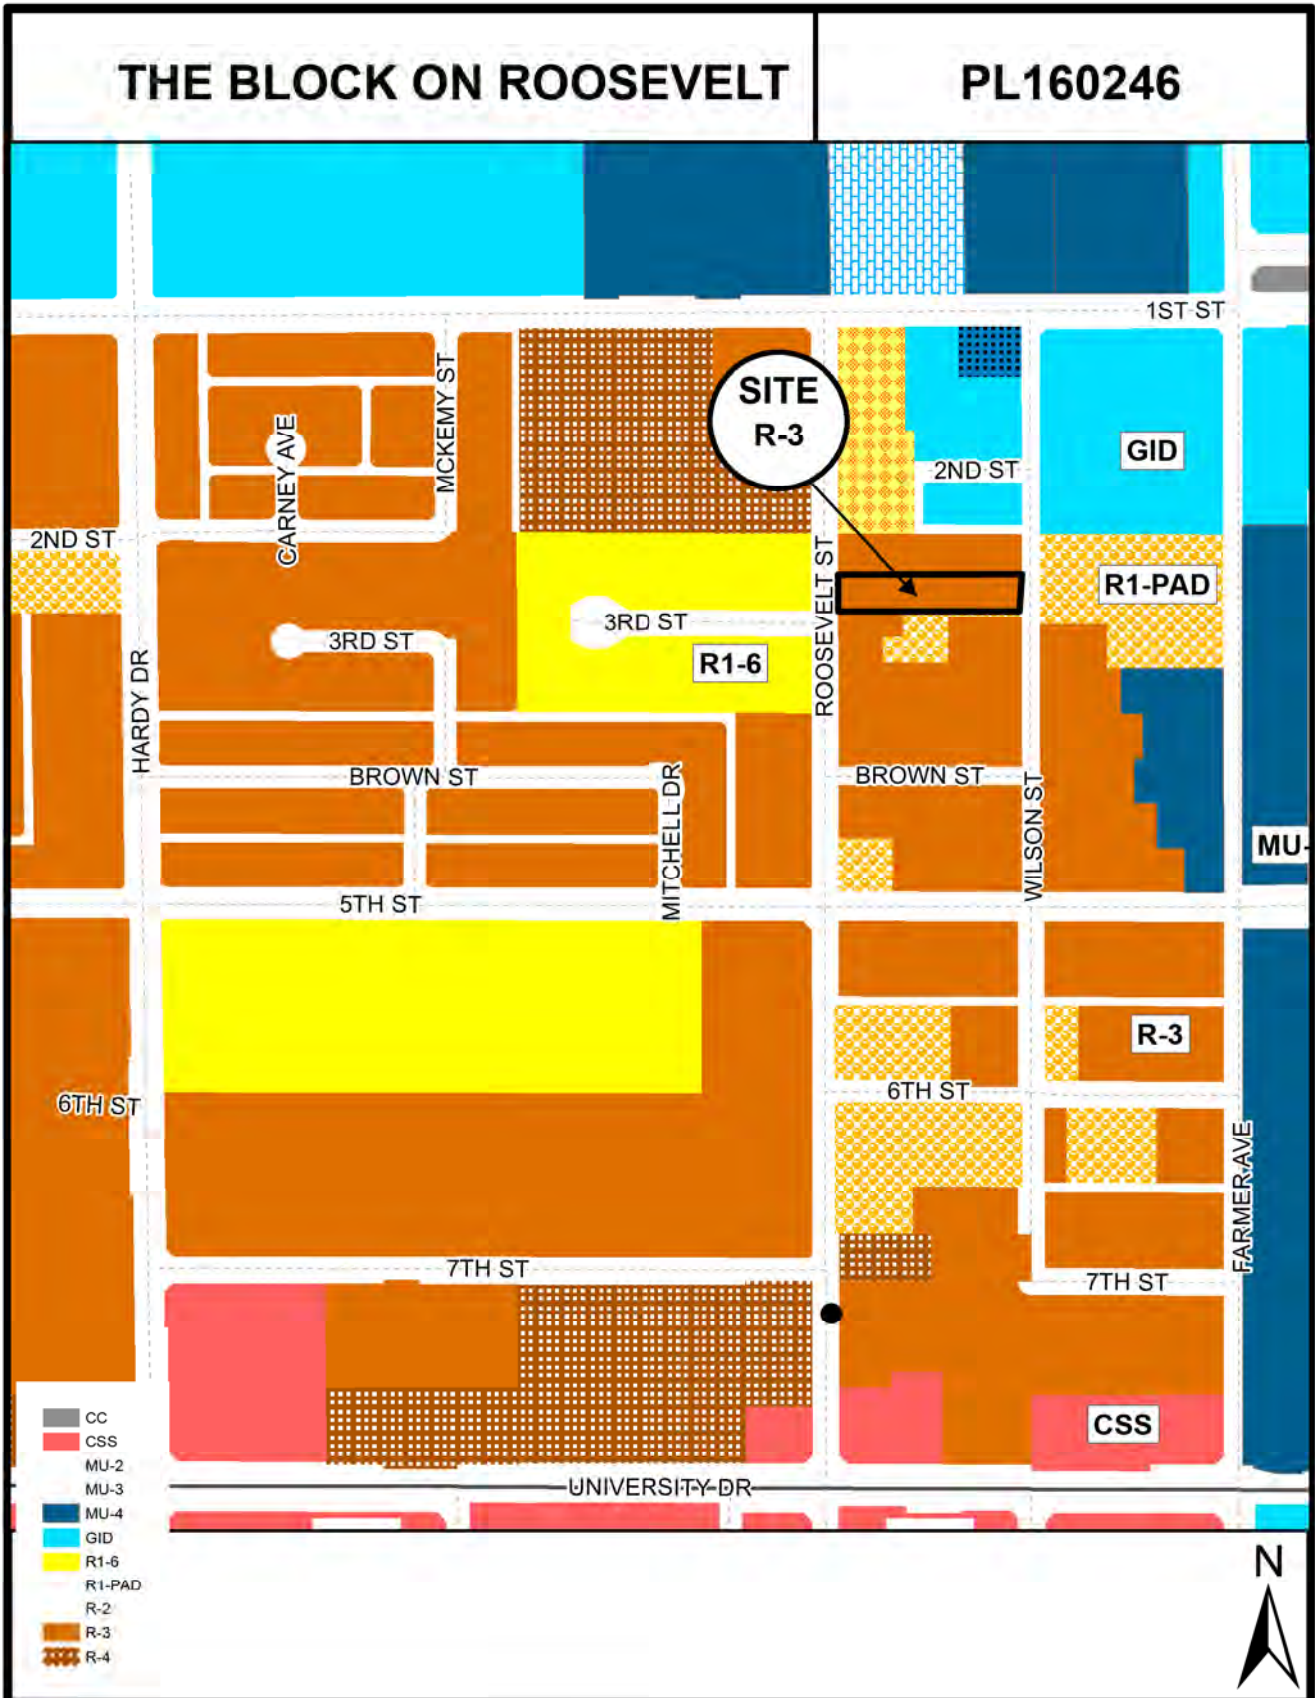 THE BLOCK ON ROOSEVELT
PL160246
1ST ST
MCKEMY ST
SITE
R-3
CARNEY AVE
GID
2ND ST
2ND ST
ROOSEVELT ST
R1-PAD
3RD ST
3RD ST
R1-6
HARDY DR
BROWN ST
BROWN ST
MITCHELL DR
WILSON ST
MU-
5TH ST
R-3
6TH ST
6TH ST
FARMER AVE
7TH ST
7TH ST
CSS
UNIVERSITY DR
CC
CSS
MU-2
MU-3
MU-4
GID
R1-6
R1-PAD
R-2
R-3
R-4
N